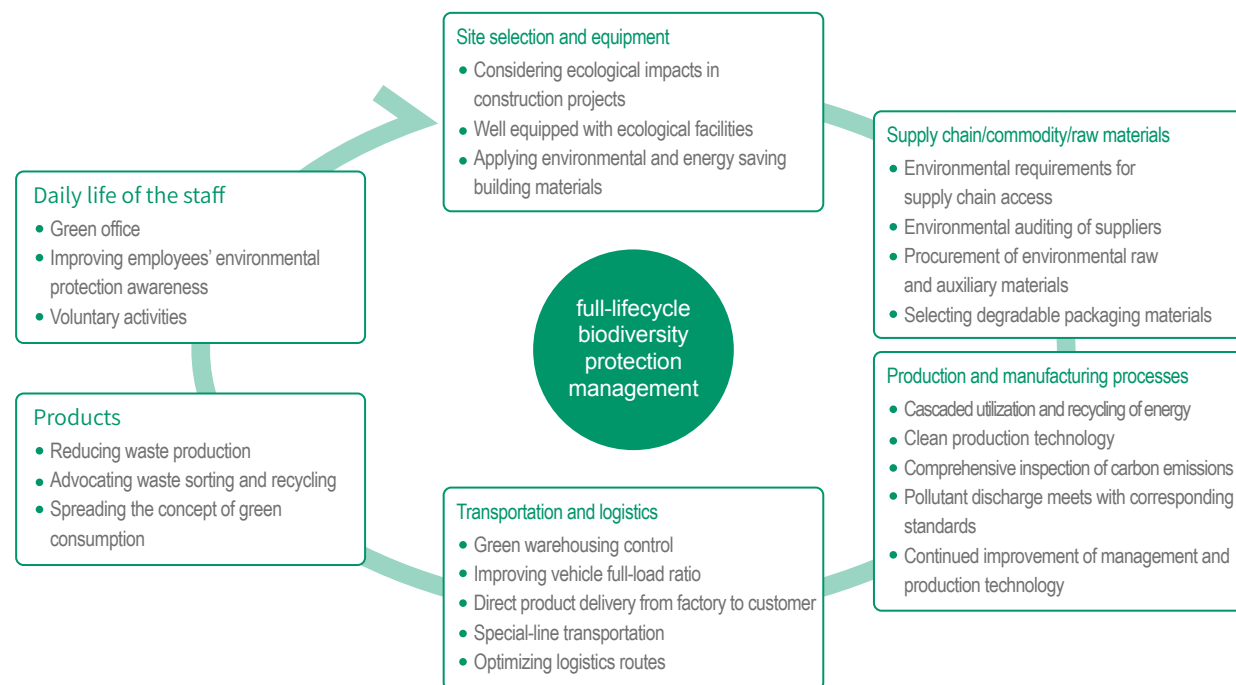 Site selection and equipment
• Considering ecological impacts in
construction projects
• Well equipped with ecological facilities
• Applying environmental and energy saving
building materials
Supply chain/commodity/raw materials
• Environmental requirements for
supply chain access
• Environmental auditing of suppliers
• Procurement of environmental raw
and auxiliary materials
• Selecting degradable packaging materials
Production and manufacturing processes
• Cascaded utilization and recycling of energy
• Clean production technology
• Comprehensive inspection of carbon emissions
• Pollutant discharge meets with corresponding
standards
• Continued improvement of management and
production technology
Transportation and logistics
• Green warehousing control
• Improving vehicle full-load ratio
• Direct product delivery from factory to customer
• Special-line transportation
• Optimizing logistics routes
Products
• Reducing waste production
• Advocating waste sorting and recycling
• Spreading the concept of green
consumption
Daily life of the staff
• Green office
• Improving employees’ environmental
protection awareness
• Voluntary activities
full-lifecycle
biodiversity
protection
management